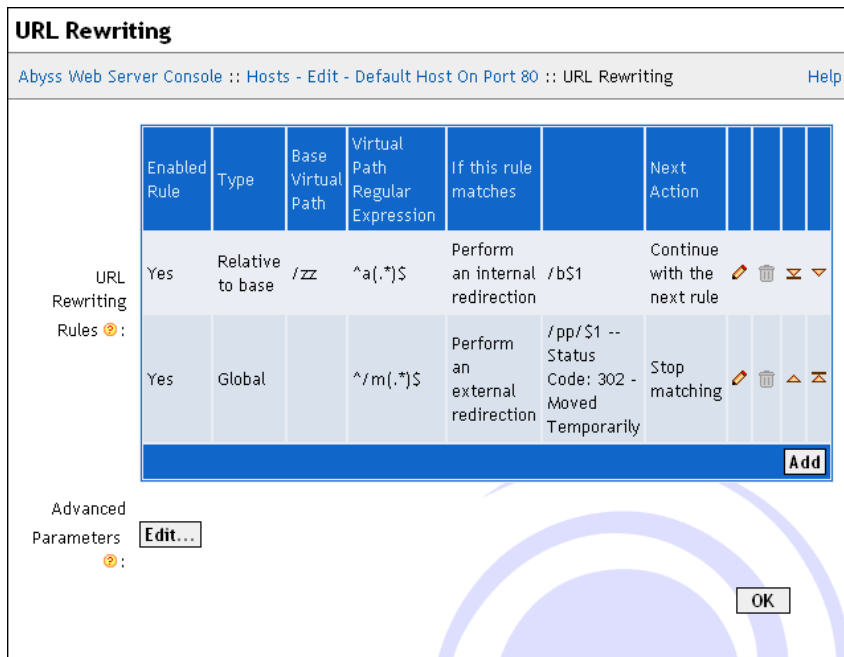 URL Rewriting
Abyss Web Server Console :: Hosts - Edit - Default Host On Port 80 :: URL Rewriting
Help
URL
Rewriting
Rules ? :
Enabled
Rule
Type
Base
Virtual
Path
Virtual
Path
Regular
Expression
If this rule
matches
Next
Action
Yes
Relative
to base
/zz
^a(.*)$
Perform
an internal
redirection
/b$1
Continue
with the
next rule
Yes
Global
^/m(.*)$
Perform
an
external
redirection
/pp/$1 --
Status
Code: 302 -
Moved
Temporarily
Stop
matching
Add
Advanced
Parameters
? :
Edit...
OK